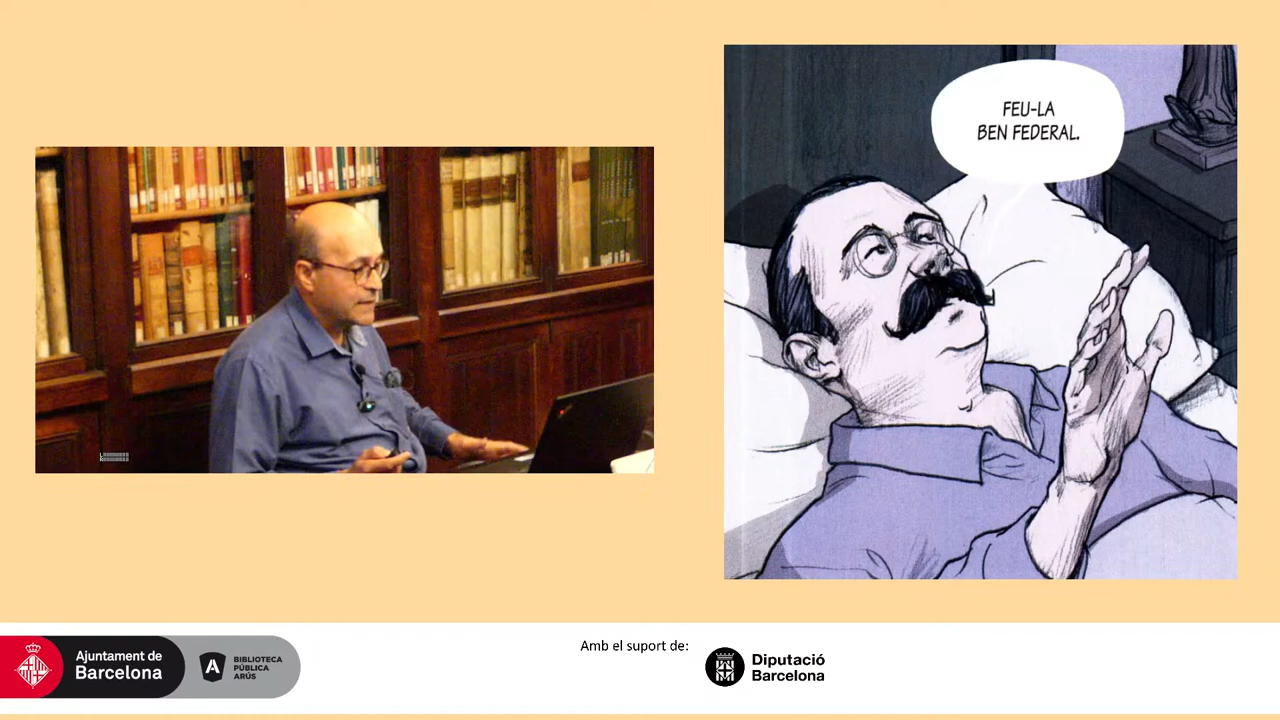 FEU-LA
BEN FEDERAL.
Ajuntament de
Barcelona
A
BIBLIOTECA
PÚBLICA
ARÚS
Amb el suport de:
Diputació
Barcelona